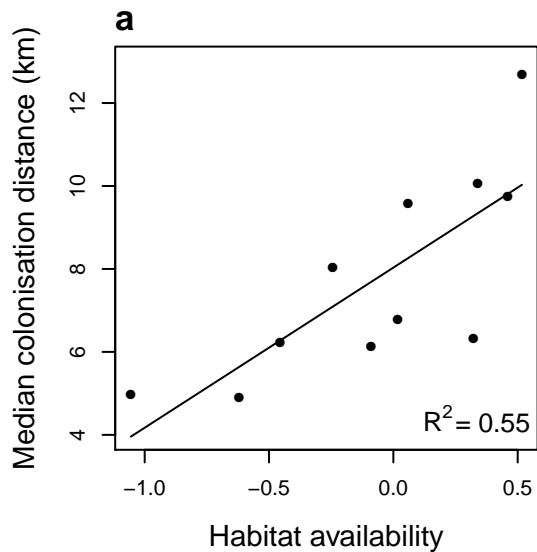 a
Median colonisation distance (km)
12
10
8
6
4
R² = 0.55
−1.0 −0.5 0.0 0.5
Habitat availability